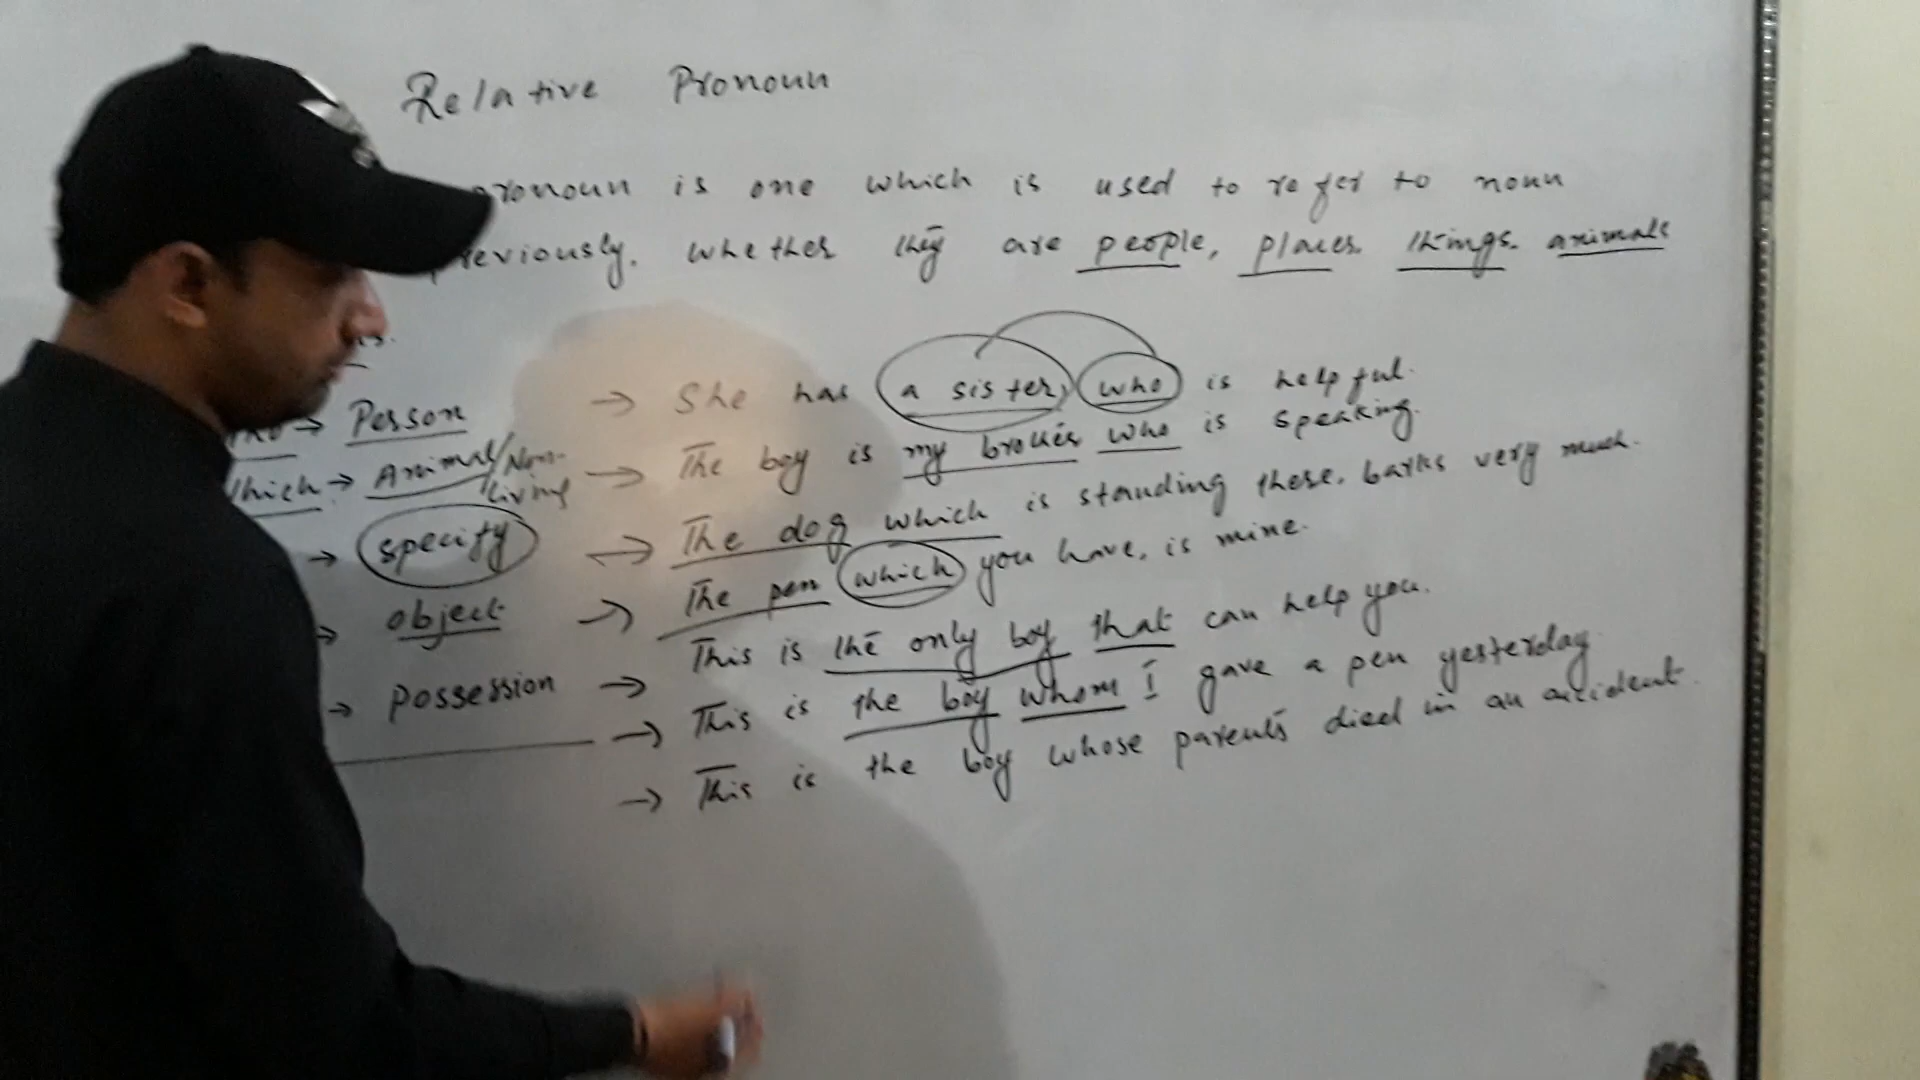 Relative Pronoun
pronoun is one which is used to refer to noun
previously. whether they are people, places. things. animals
→ Person
which → Animal/Non-living
→ specify
→ object
→ Possession
→ She has a sister, who is helpful.
→ The boy is my brother who is speaking.
→ The dog which is standing there. barks very much.
→ The pen which you have, is mine.
→ This is the only boy that can help you.
→ This is the boy whom I gave a pen yesterday.
→ This is the boy whose parents died in an accident.